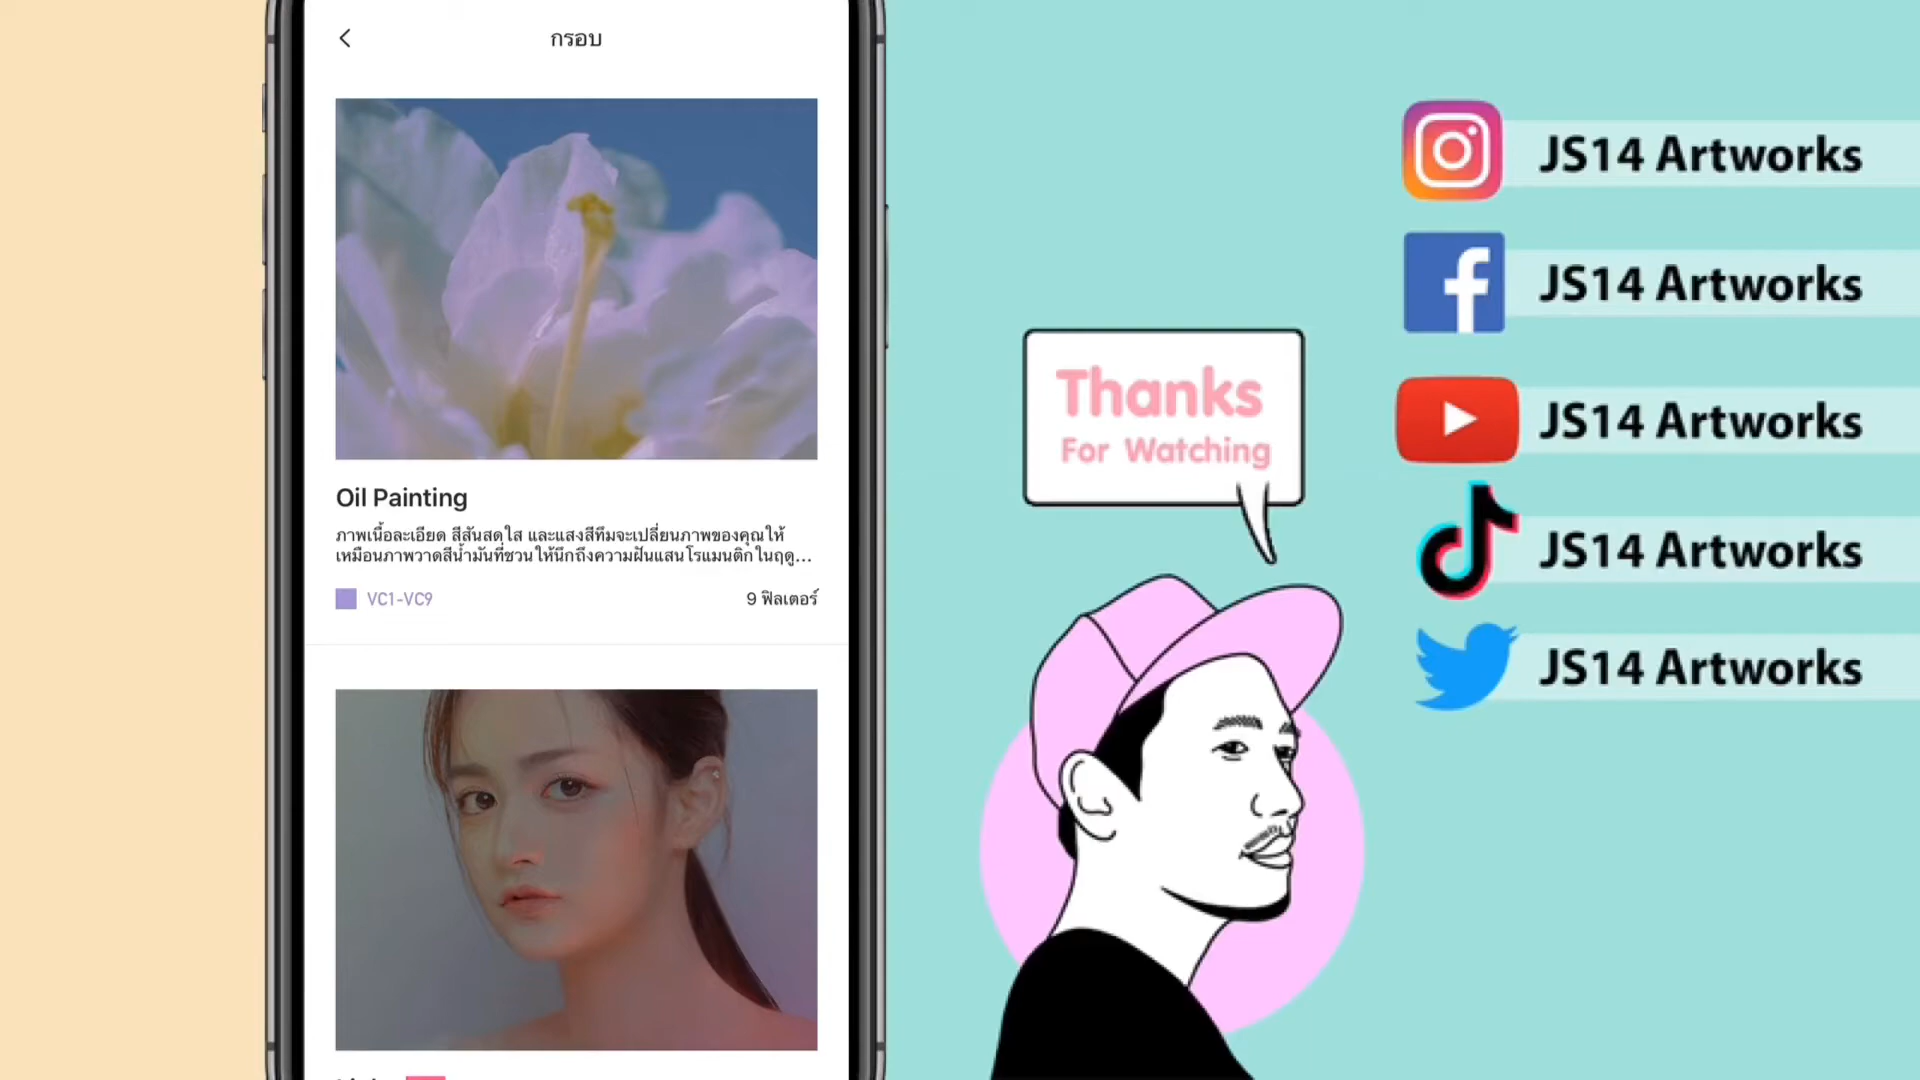 กรอบ
Oil Painting
ภาพเนื้อละเอียด สีสันสดใส และแสงสีทึมจะเปลี่ยนภาพของคุณให้
เหมือนภาพวาดสีน้ำมันที่ชวนให้นึกถึงความฝันแสนโรแมนติกในฤดู...
VC1-VC9
9 ฟิลเตอร์
Thanks
For Watching
JS14 Artworks
JS14 Artworks
JS14 Artworks
JS14 Artworks
JS14 Artworks